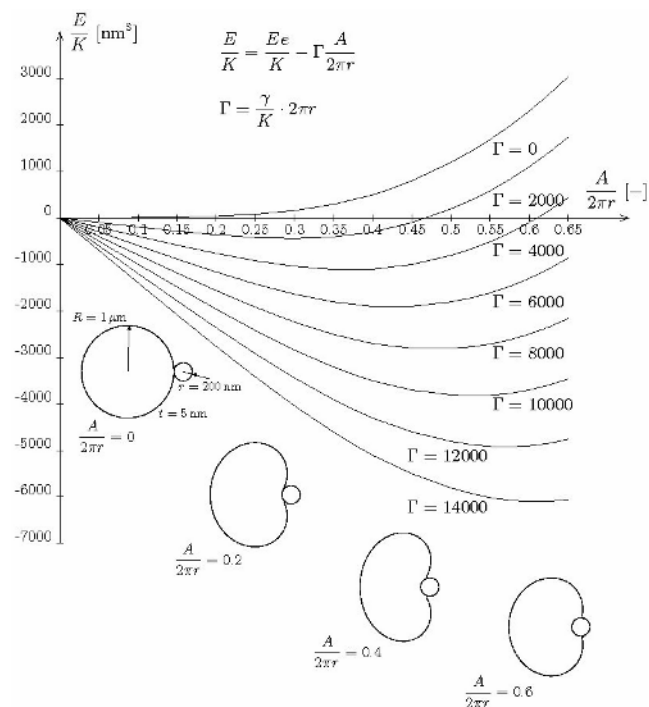 E/K [nm³]
E/K = Ee/K − Γ A/2πr
Γ = γ/K · 2πr
3000
2000
1000
0
-1000
-2000
-3000
-4000
-5000
-6000
-7000
0.05 0.1 0.15 0.2 0.25 0.3 0.35 0.4 0.45 0.5 0.55 0.6 0.65
A/2πr [−]
Γ = 0
Γ = 2000
Γ = 4000
Γ = 6000
Γ = 8000
Γ = 10000
Γ = 12000
Γ = 14000
R = 1 μm
r = 200 nm
t = 5 nm
A/2πr = 0
A/2πr = 0.2
A/2πr = 0.4
A/2πr = 0.6